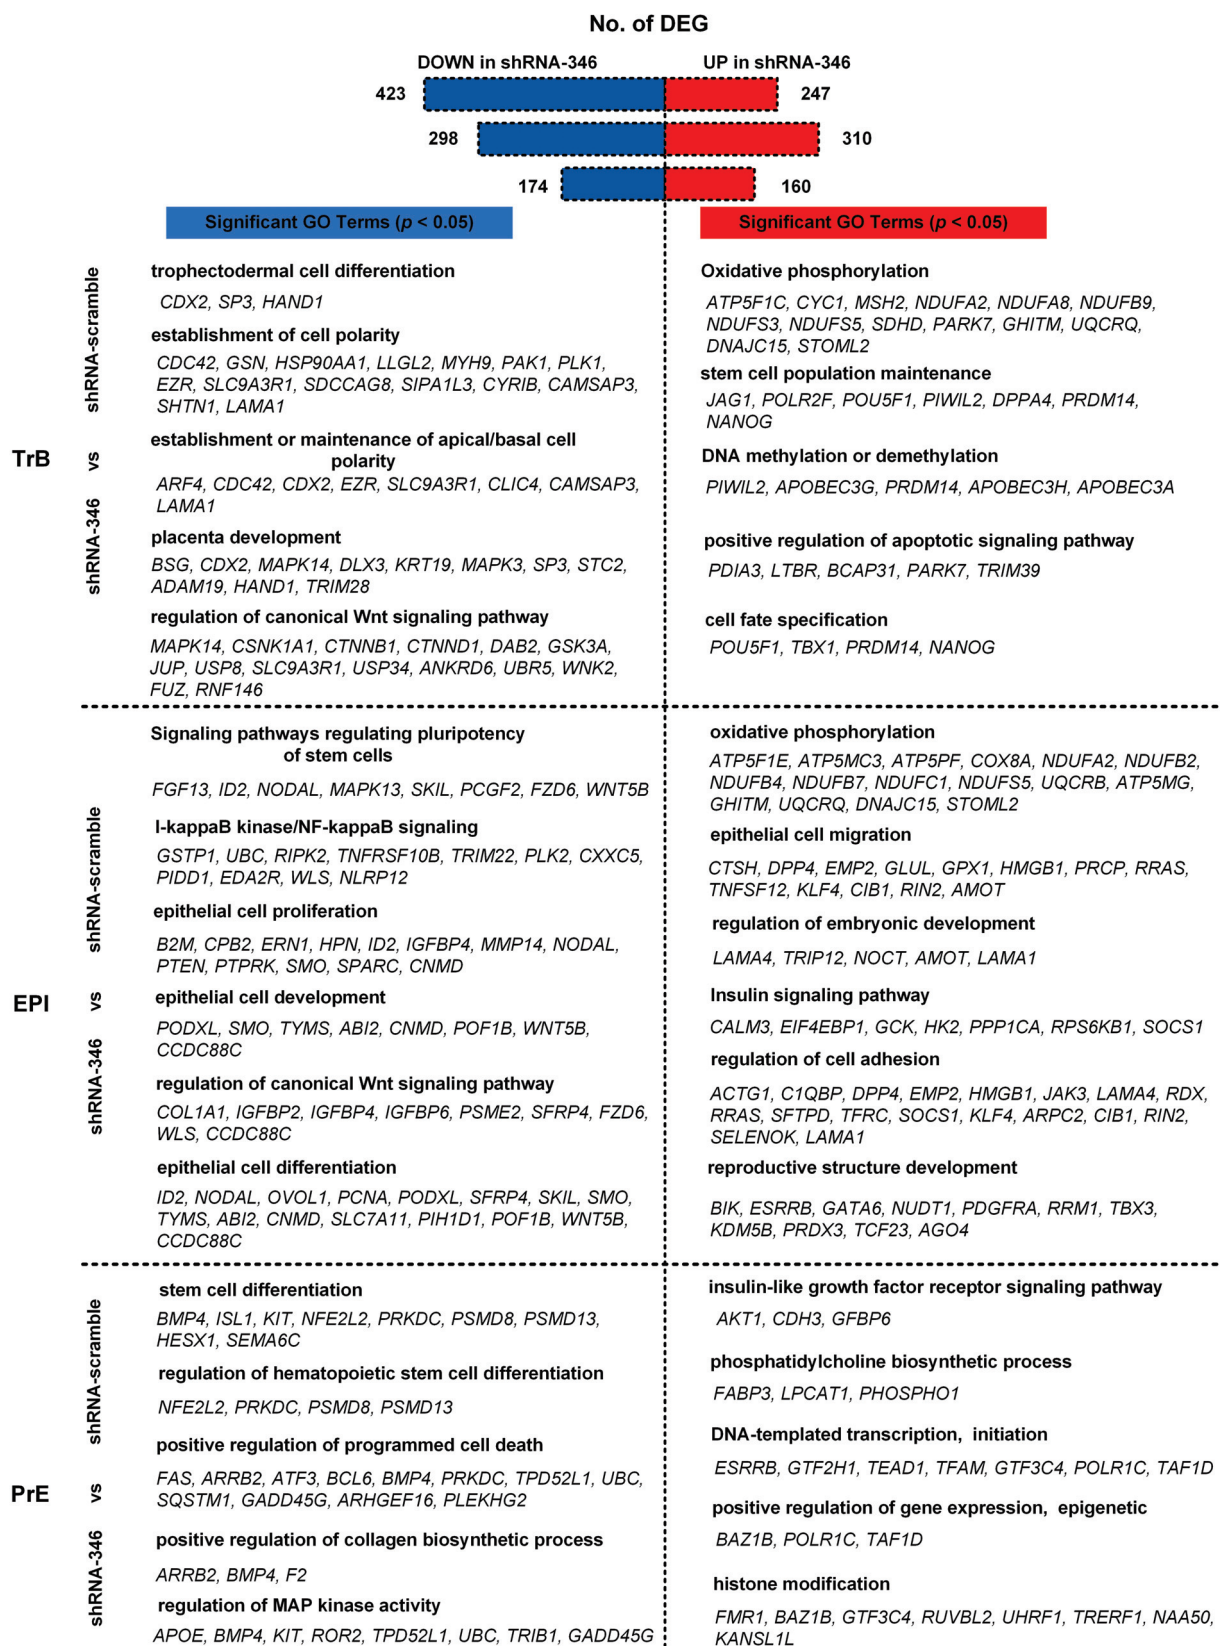 No. of DEG
DOWN in shRNA-346
UP in shRNA-346
423
247
298
310
174
160
Significant GO Terms (p < 0.05)
Significant GO Terms (p < 0.05)
TrB
shRNA-346 vs shRNA-scramble
trophectodermal cell differentiation
CDX2, SP3, HAND1
establishment of cell polarity
CDC42, GSN, HSP90AA1, LLGL2, MYH9, PAK1, PLK1,
EZR, SLC9A3R1, SDCCAG8, SIPA1L3, CYRIB, CAMSAP3,
SHTN1, LAMA1
establishment or maintenance of apical/basal cell
polarity
ARF4, CDC42, CDX2, EZR, SLC9A3R1, CLIC4, CAMSAP3,
LAMA1
placenta development
BSG, CDX2, MAPK14, DLX3, KRT19, MAPK3, SP3, STC2,
ADAM19, HAND1, TRIM28
regulation of canonical Wnt signaling pathway
MAPK14, CSNK1A1, CTNNB1, CTNND1, DAB2, GSK3A,
JUP, USP8, SLC9A3R1, USP34, ANKRD6, UBR5, WNK2,
FUZ, RNF146
Oxidative phosphorylation
ATP5F1C, CYC1, MSH2, NDUFA2, NDUFA8, NDUFB9,
NDUFS3, NDUFS5, SDHD, PARK7, GHITM, UQCRQ,
DNAJC15, STOML2
stem cell population maintenance
JAG1, POLR2F, POU5F1, PIWIL2, DPPA4, PRDM14,
NANOG
DNA methylation or demethylation
PIWIL2, APOBEC3G, PRDM14, APOBEC3H, APOBEC3A
positive regulation of apoptotic signaling pathway
PDIA3, LTBR, BCAP31, PARK7, TRIM39
cell fate specification
POU5F1, TBX1, PRDM14, NANOG
EPI
shRNA-346 vs shRNA-scramble
Signaling pathways regulating pluripotency
of stem cells
FGF13, ID2, NODAL, MAPK13, SKIL, PCGF2, FZD6, WNT5B
I-kappaB kinase/NF-kappaB signaling
GSTP1, UBC, RIPK2, TNFRSF10B, TRIM22, PLK2, CXXC5,
PIDD1, EDA2R, WLS, NLRP12
epithelial cell proliferation
B2M, CPB2, ERN1, HPN, ID2, IGFBP4, MMP14, NODAL,
PTEN, PTPRK, SMO, SPARC, CNMD
epithelial cell development
PODXL, SMO, TYMS, ABI2, CNMD, POF1B, WNT5B,
CCDC88C
regulation of canonical Wnt signaling pathway
COL1A1, IGFBP2, IGFBP4, IGFBP6, PSME2, SFRP4, FZD6,
WLS, CCDC88C
epithelial cell differentiation
ID2, NODAL, OVOL1, PCNA, PODXL, SFRP4, SKIL, SMO,
TYMS, ABI2, CNMD, SLC7A11, PIH1D1, POF1B, WNT5B,
CCDC88C
oxidative phosphorylation
ATP5F1E, ATP5MC3, ATP5PF, COX8A, NDUFA2, NDUFB2,
NDUFB4, NDUFB7, NDUFC1, NDUFS5, UQCRB, ATP5MG,
GHITM, UQCRQ, DNAJC15, STOML2
epithelial cell migration
CTSH, DPP4, EMP2, GLUL, GPX1, HMGB1, PRCP, RRAS,
TNFSF12, KLF4, CIB1, RIN2, AMOT
regulation of embryonic development
LAMA4, TRIP12, NOCT, AMOT, LAMA1
Insulin signaling pathway
CALM3, EIF4EBP1, GCK, HK2, PPP1CA, RPS6KB1, SOCS1
regulation of cell adhesion
ACTG1, C1QBP, DPP4, EMP2, HMGB1, JAK3, LAMA4, RDX,
RRAS, SFTPD, TFRC, SOCS1, KLF4, ARPC2, CIB1, RIN2,
SELENOK, LAMA1
reproductive structure development
BIK, ESRRB, GATA6, NUDT1, PDGFRA, RRM1, TBX3,
KDM5B, PRDX3, TCF23, AGO4
PrE
shRNA-346 vs shRNA-scramble
stem cell differentiation
BMP4, ISL1, KIT, NFE2L2, PRKDC, PSMD8, PSMD13,
HESX1, SEMA6C
regulation of hematopoietic stem cell differentiation
NFE2L2, PRKDC, PSMD8, PSMD13
positive regulation of programmed cell death
FAS, ARRB2, ATF3, BCL6, BMP4, PRKDC, TPD52L1, UBC,
SQSTM1, GADD45G, ARHGEF16, PLEKHG2
positive regulation of collagen biosynthetic process
ARRB2, BMP4, F2
regulation of MAP kinase activity
APOE, BMP4, KIT, ROR2, TPD52L1, UBC, TRIB1, GADD45G
insulin-like growth factor receptor signaling pathway
AKT1, CDH3, GFBP6
phosphatidylcholine biosynthetic process
FABP3, LPCAT1, PHOSPHO1
DNA-templated transcription, initiation
ESRRB, GTF2H1, TEAD1, TFAM, GTF3C4, POLR1C, TAF1D
positive regulation of gene expression, epigenetic
BAZ1B, POLR1C, TAF1D
histone modification
FMR1, BAZ1B, GTF3C4, RUVBL2, UHRF1, TRERF1, NAA50,
KANSL1L